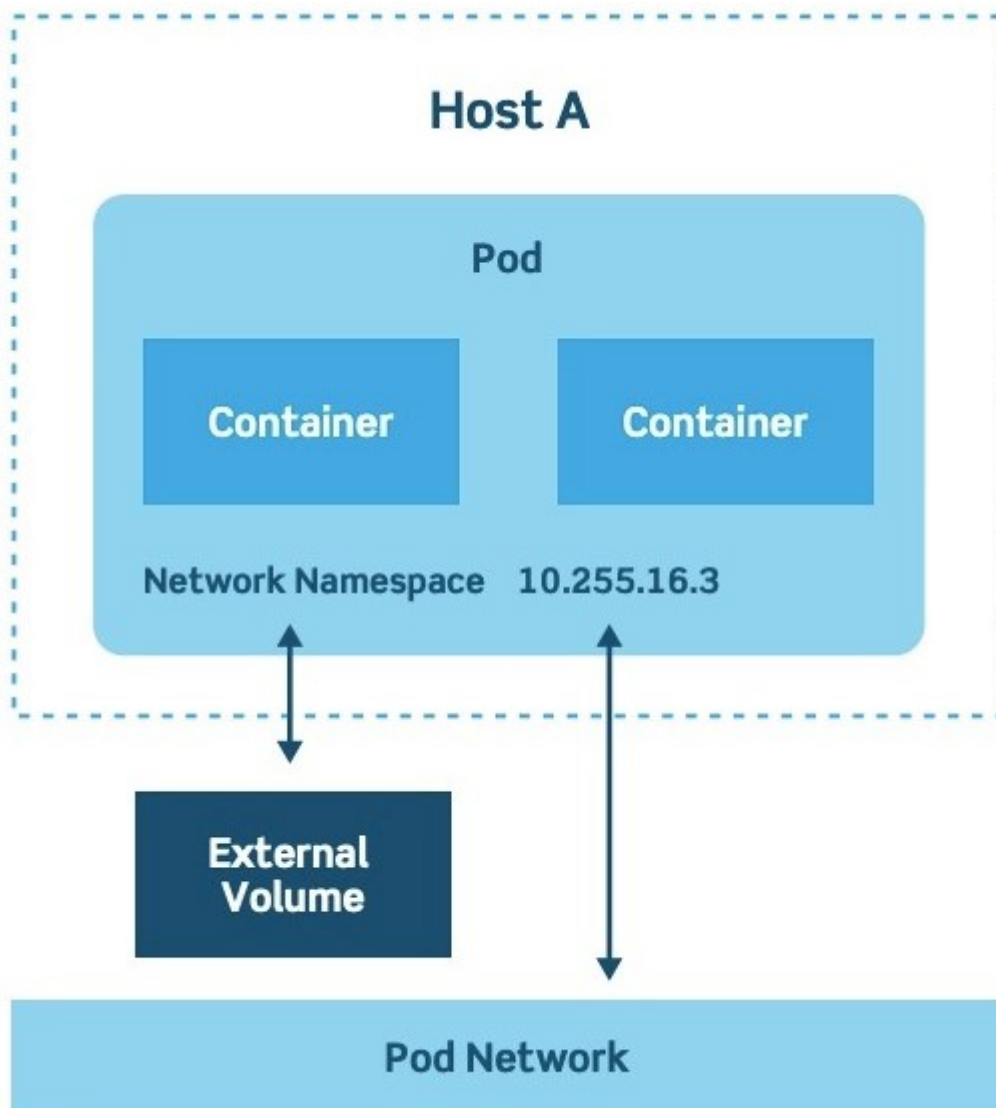 Host A
Pod
Container
Container
Network Namespace 10.255.16.3
External
Volume
Pod Network